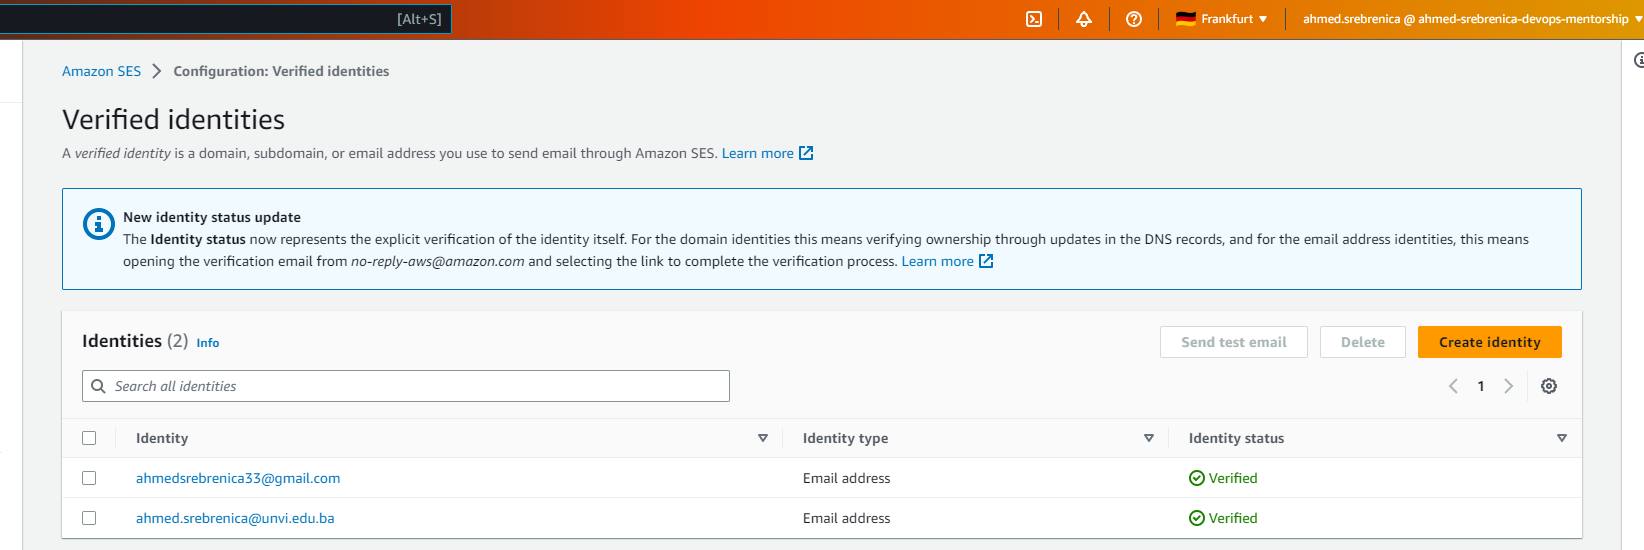 [Alt+S]
Frankfurt
ahmed.srebrenica @ ahmed-srebrenica-devops-mentorship
Amazon SES
Configuration: Verified identities
Verified identities
A verified identity is a domain, subdomain, or email address you use to send email through Amazon SES. Learn more
New identity status update
The Identity status now represents the explicit verification of the identity itself. For the domain identities this means verifying ownership through updates in the DNS records, and for the email address identities, this means
opening the verification email from no-reply-aws@amazon.com and selecting the link to complete the verification process. Learn more
Identities (2) Info
Send test email
Delete
Create identity
Search all identities
1
Identity
Identity type
Identity status
ahmedsrebrenica33@gmail.com
Email address
Verified
ahmed.srebrenica@unvi.edu.ba
Email address
Verified